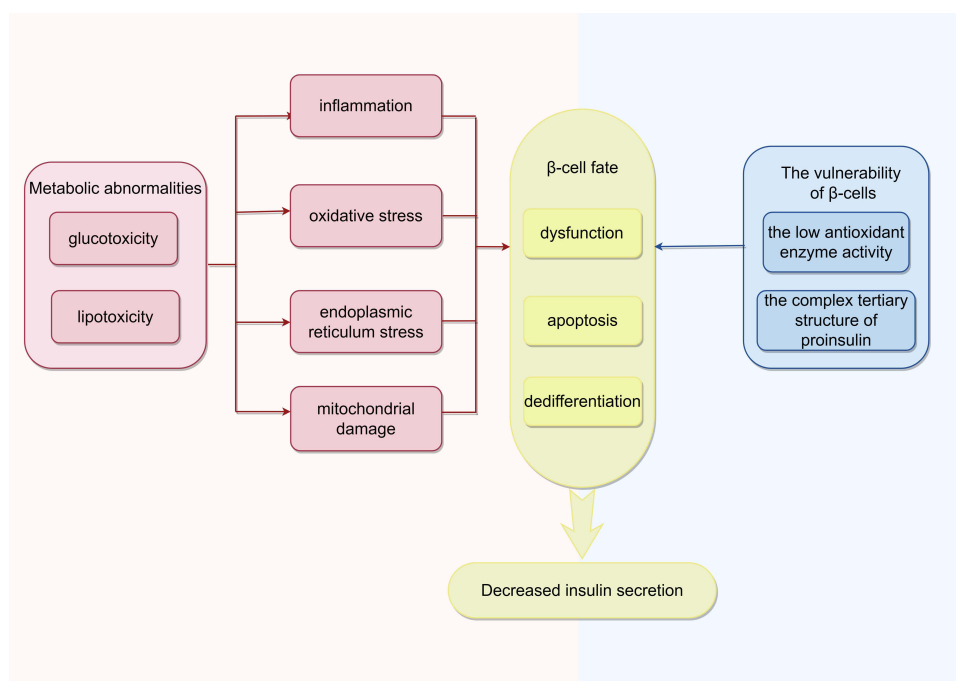 Metabolic abnormalities
glucotoxicity
lipotoxicity
inflammation
oxidative stress
endoplasmic
reticulum stress
mitochondrial
damage
β-cell fate
dysfunction
apoptosis
dedifferentiation
The vulnerability
of β-cells
the low antioxidant
enzyme activity
the complex tertiary
structure of
proinsulin
Decreased insulin secretion